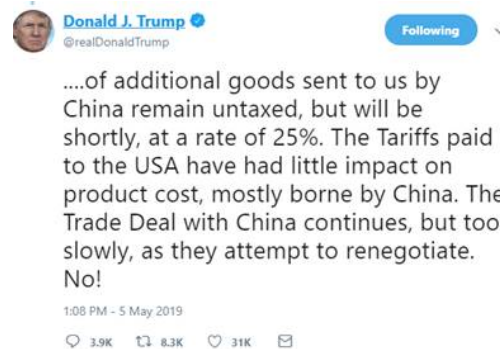 Donald J. Trump
@realDonaldTrump
Following
....of additional goods sent to us by
China remain untaxed, but will be
shortly, at a rate of 25%. The Tariffs paid
to the USA have had little impact on
product cost, mostly borne by China. The
Trade Deal with China continues, but too
slowly, as they attempt to renegotiate.
No!
1:08 PM - 5 May 2019
3.9K 8.3K 31K